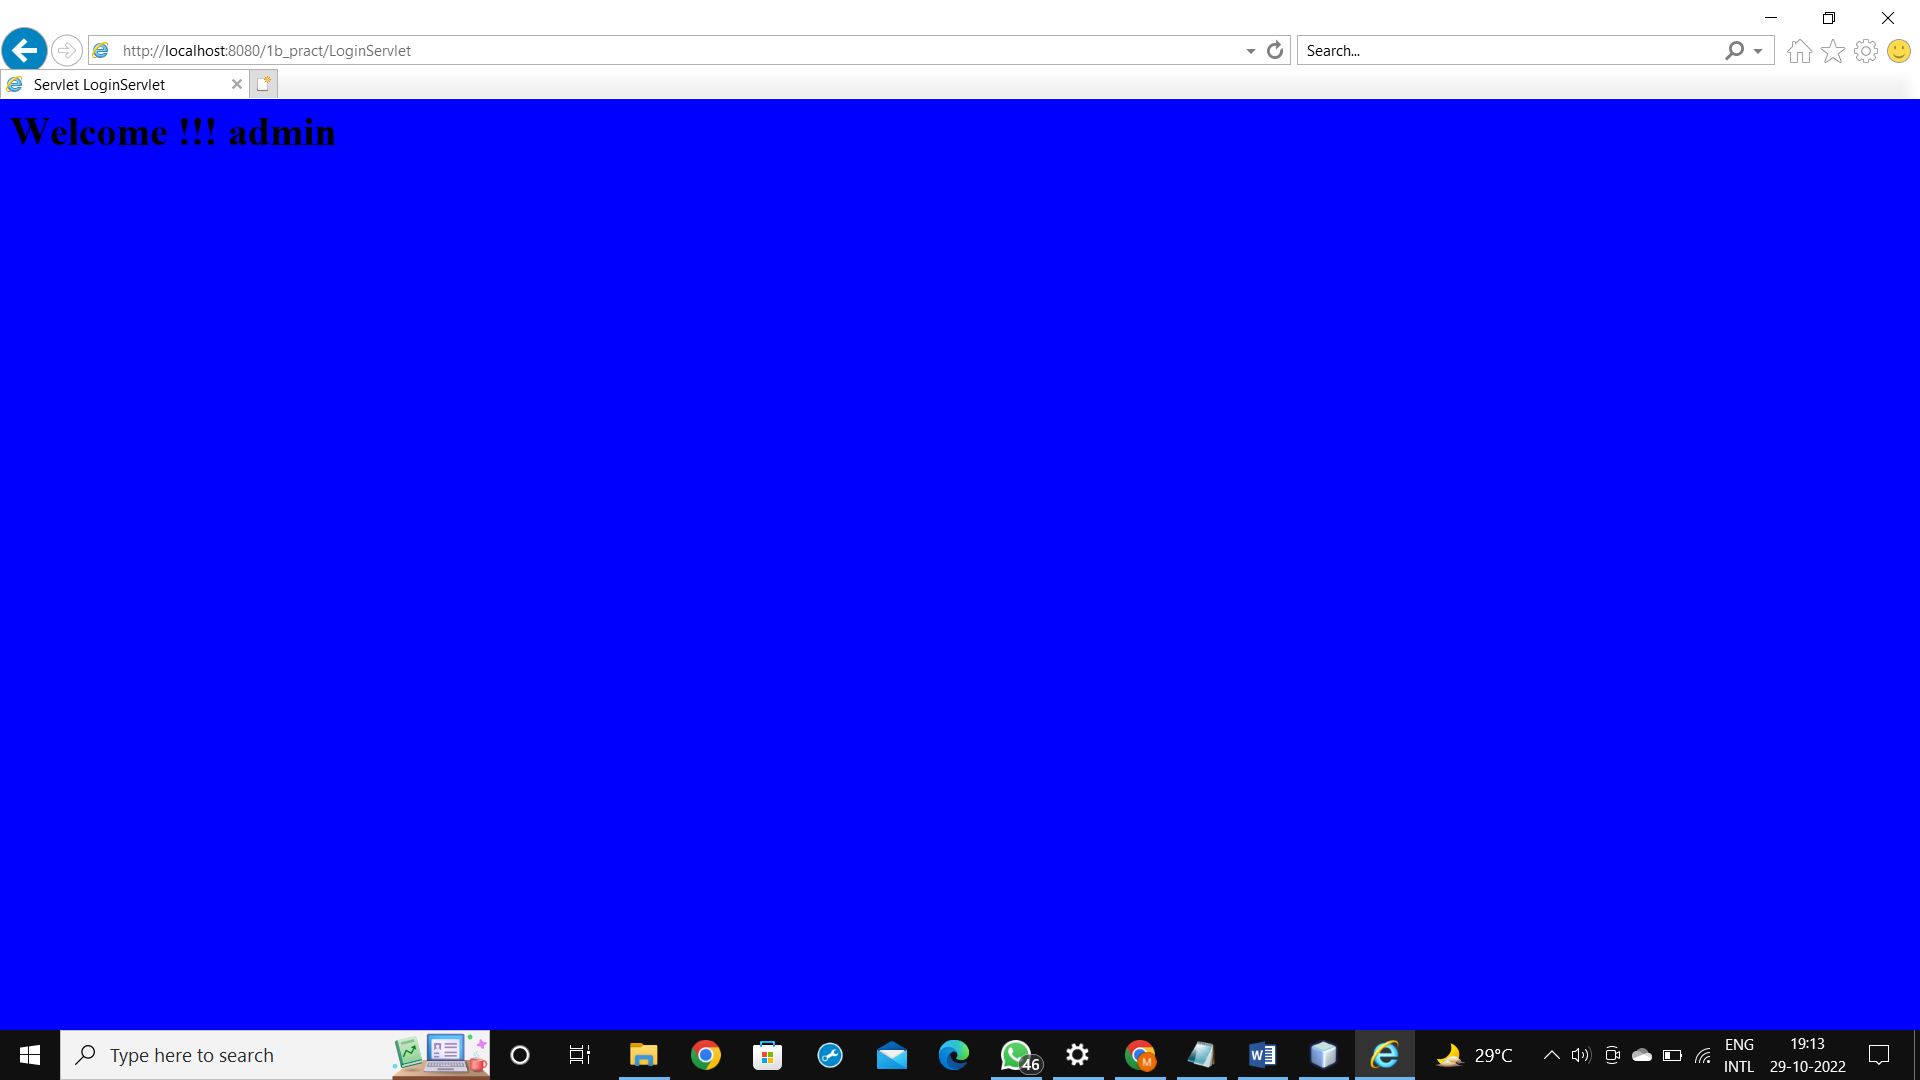 http://localhost:8080/1b_pract/LoginServlet
Search...
Servlet LoginServlet
Welcome !!! admin
Type here to search
46
M
W
29°C
ENG
INTL
19:13
29-10-2022